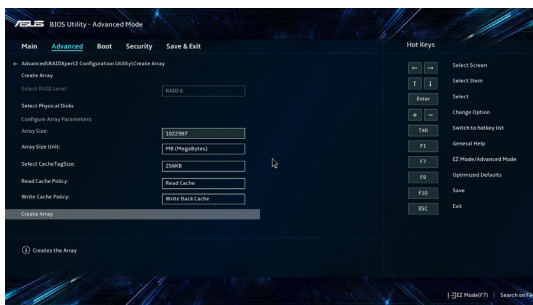 ASUS BIOS Utility - Advanced Mode
Main Advanced Boot Security Save & Exit
Hot Keys
← Advanced\RAIDXpert2 Configuration Utility\Create Array
Create Array
Select RAID Level: RAID 0
Select Physical Disks
Configure Array Parameters:
Array Size: 1022987
Array Size Unit: MB (MegaBytes)
Select CacheTagSize: 256KB
Read Cache Policy: Read Cache
Write Cache Policy: Write Back Cache
Create Array
i Creates the Array
← → Select Screen
↑ ↓ Select Item
Enter Select
+ − Change Option
Tab Switch to hotkey list
F1 General Help
F7 EZ Mode/Advanced Mode
F9 Optimized Defaults
F10 Save
ESC Exit
EZ Mode(F7) | Search on